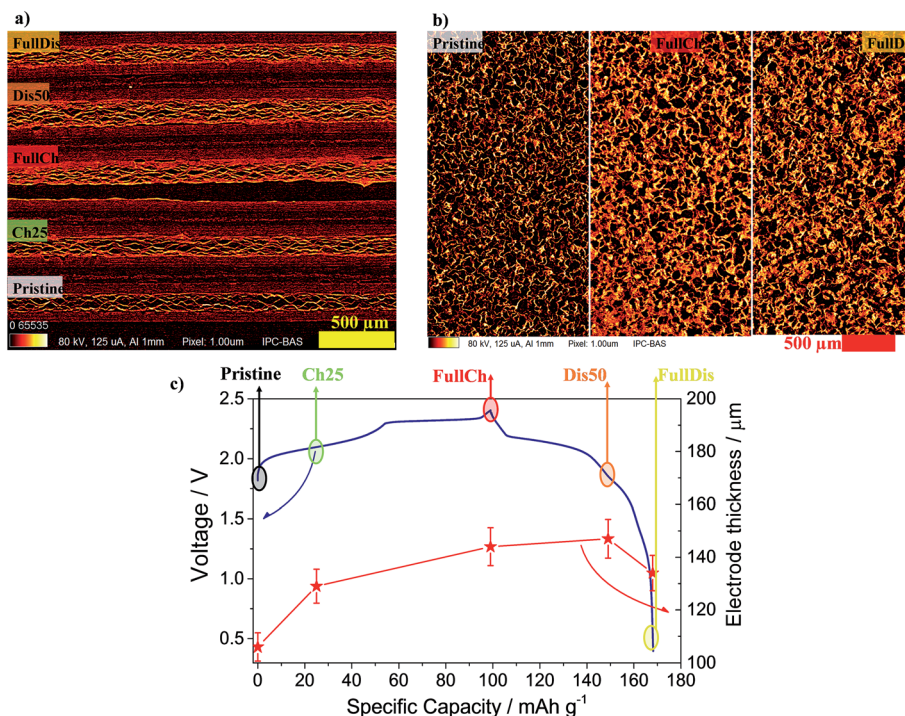 a)
FullDis
Dis50
FullCh
Ch25
Pristine
0 65535
80 kV, 125 uA, Al 1mm Pixel: 1.00um IPC-BAS
500 µm
b)
Pristine
FullCh
FullD
80 kV, 125 uA, Al 1mm Pixel: 1.00um IPC-BAS
500 µm
c)
Pristine
Ch25
FullCh
Dis50
FullDis
Voltage / V
2.5
2.0
1.5
1.0
0.5
0 20 40 60 80 100 120 140 160 180
Specific Capacity / mAh g⁻¹
200
180
160
140
120
100
Electrode thickness / µm